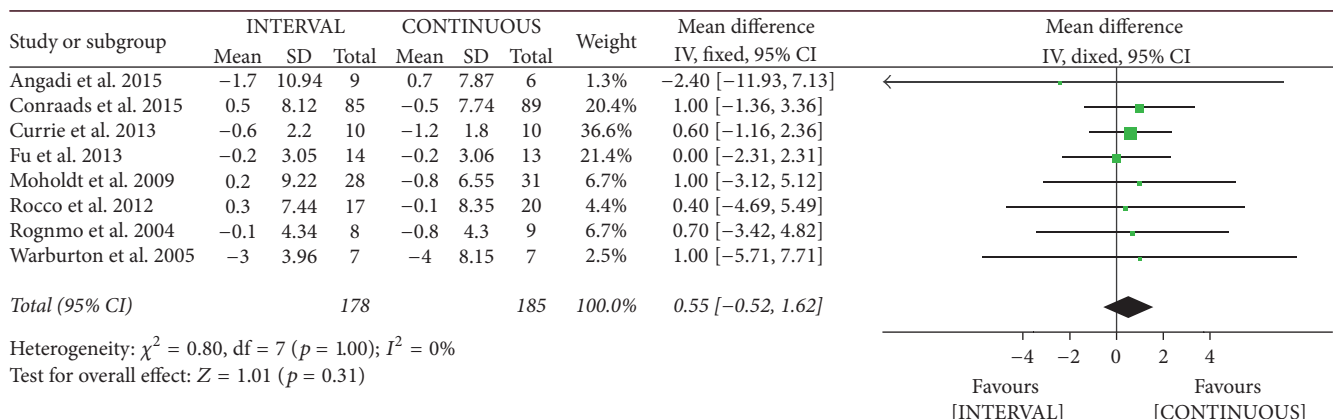 Study or subgroup INTERVAL CONTINUOUS Weight Mean difference Mean difference
Mean SD Total Mean SD Total IV, fixed, 95% CI IV, dixed, 95% CI
Angadi et al. 2015 −1.7 10.94 9 0.7 7.87 6 1.3% −2.40 [−11.93, 7.13]
Conraads et al. 2015 0.5 8.12 85 −0.5 7.74 89 20.4% 1.00 [−1.36, 3.36]
Currie et al. 2013 −0.6 2.2 10 −1.2 1.8 10 36.6% 0.60 [−1.16, 2.36]
Fu et al. 2013 −0.2 3.05 14 −0.2 3.06 13 21.4% 0.00 [−2.31, 2.31]
Moholdt et al. 2009 0.2 9.22 28 −0.8 6.55 31 6.7% 1.00 [−3.12, 5.12]
Rocco et al. 2012 0.3 7.44 17 −0.1 8.35 20 4.4% 0.40 [−4.69, 5.49]
Rognmo et al. 2004 −0.1 4.34 8 −0.8 4.3 9 6.7% 0.70 [−3.42, 4.82]
Warburton et al. 2005 −3 3.96 7 −4 8.15 7 2.5% 1.00 [−5.71, 7.71]
Total (95% CI) 178 185 100.0% 0.55 [−0.52, 1.62]
Heterogeneity: χ² = 0.80, df = 7 (p = 1.00); I² = 0%
Test for overall effect: Z = 1.01 (p = 0.31)
−4 −2 0 2 4
Favours Favours
[INTERVAL] [CONTINUOUS]